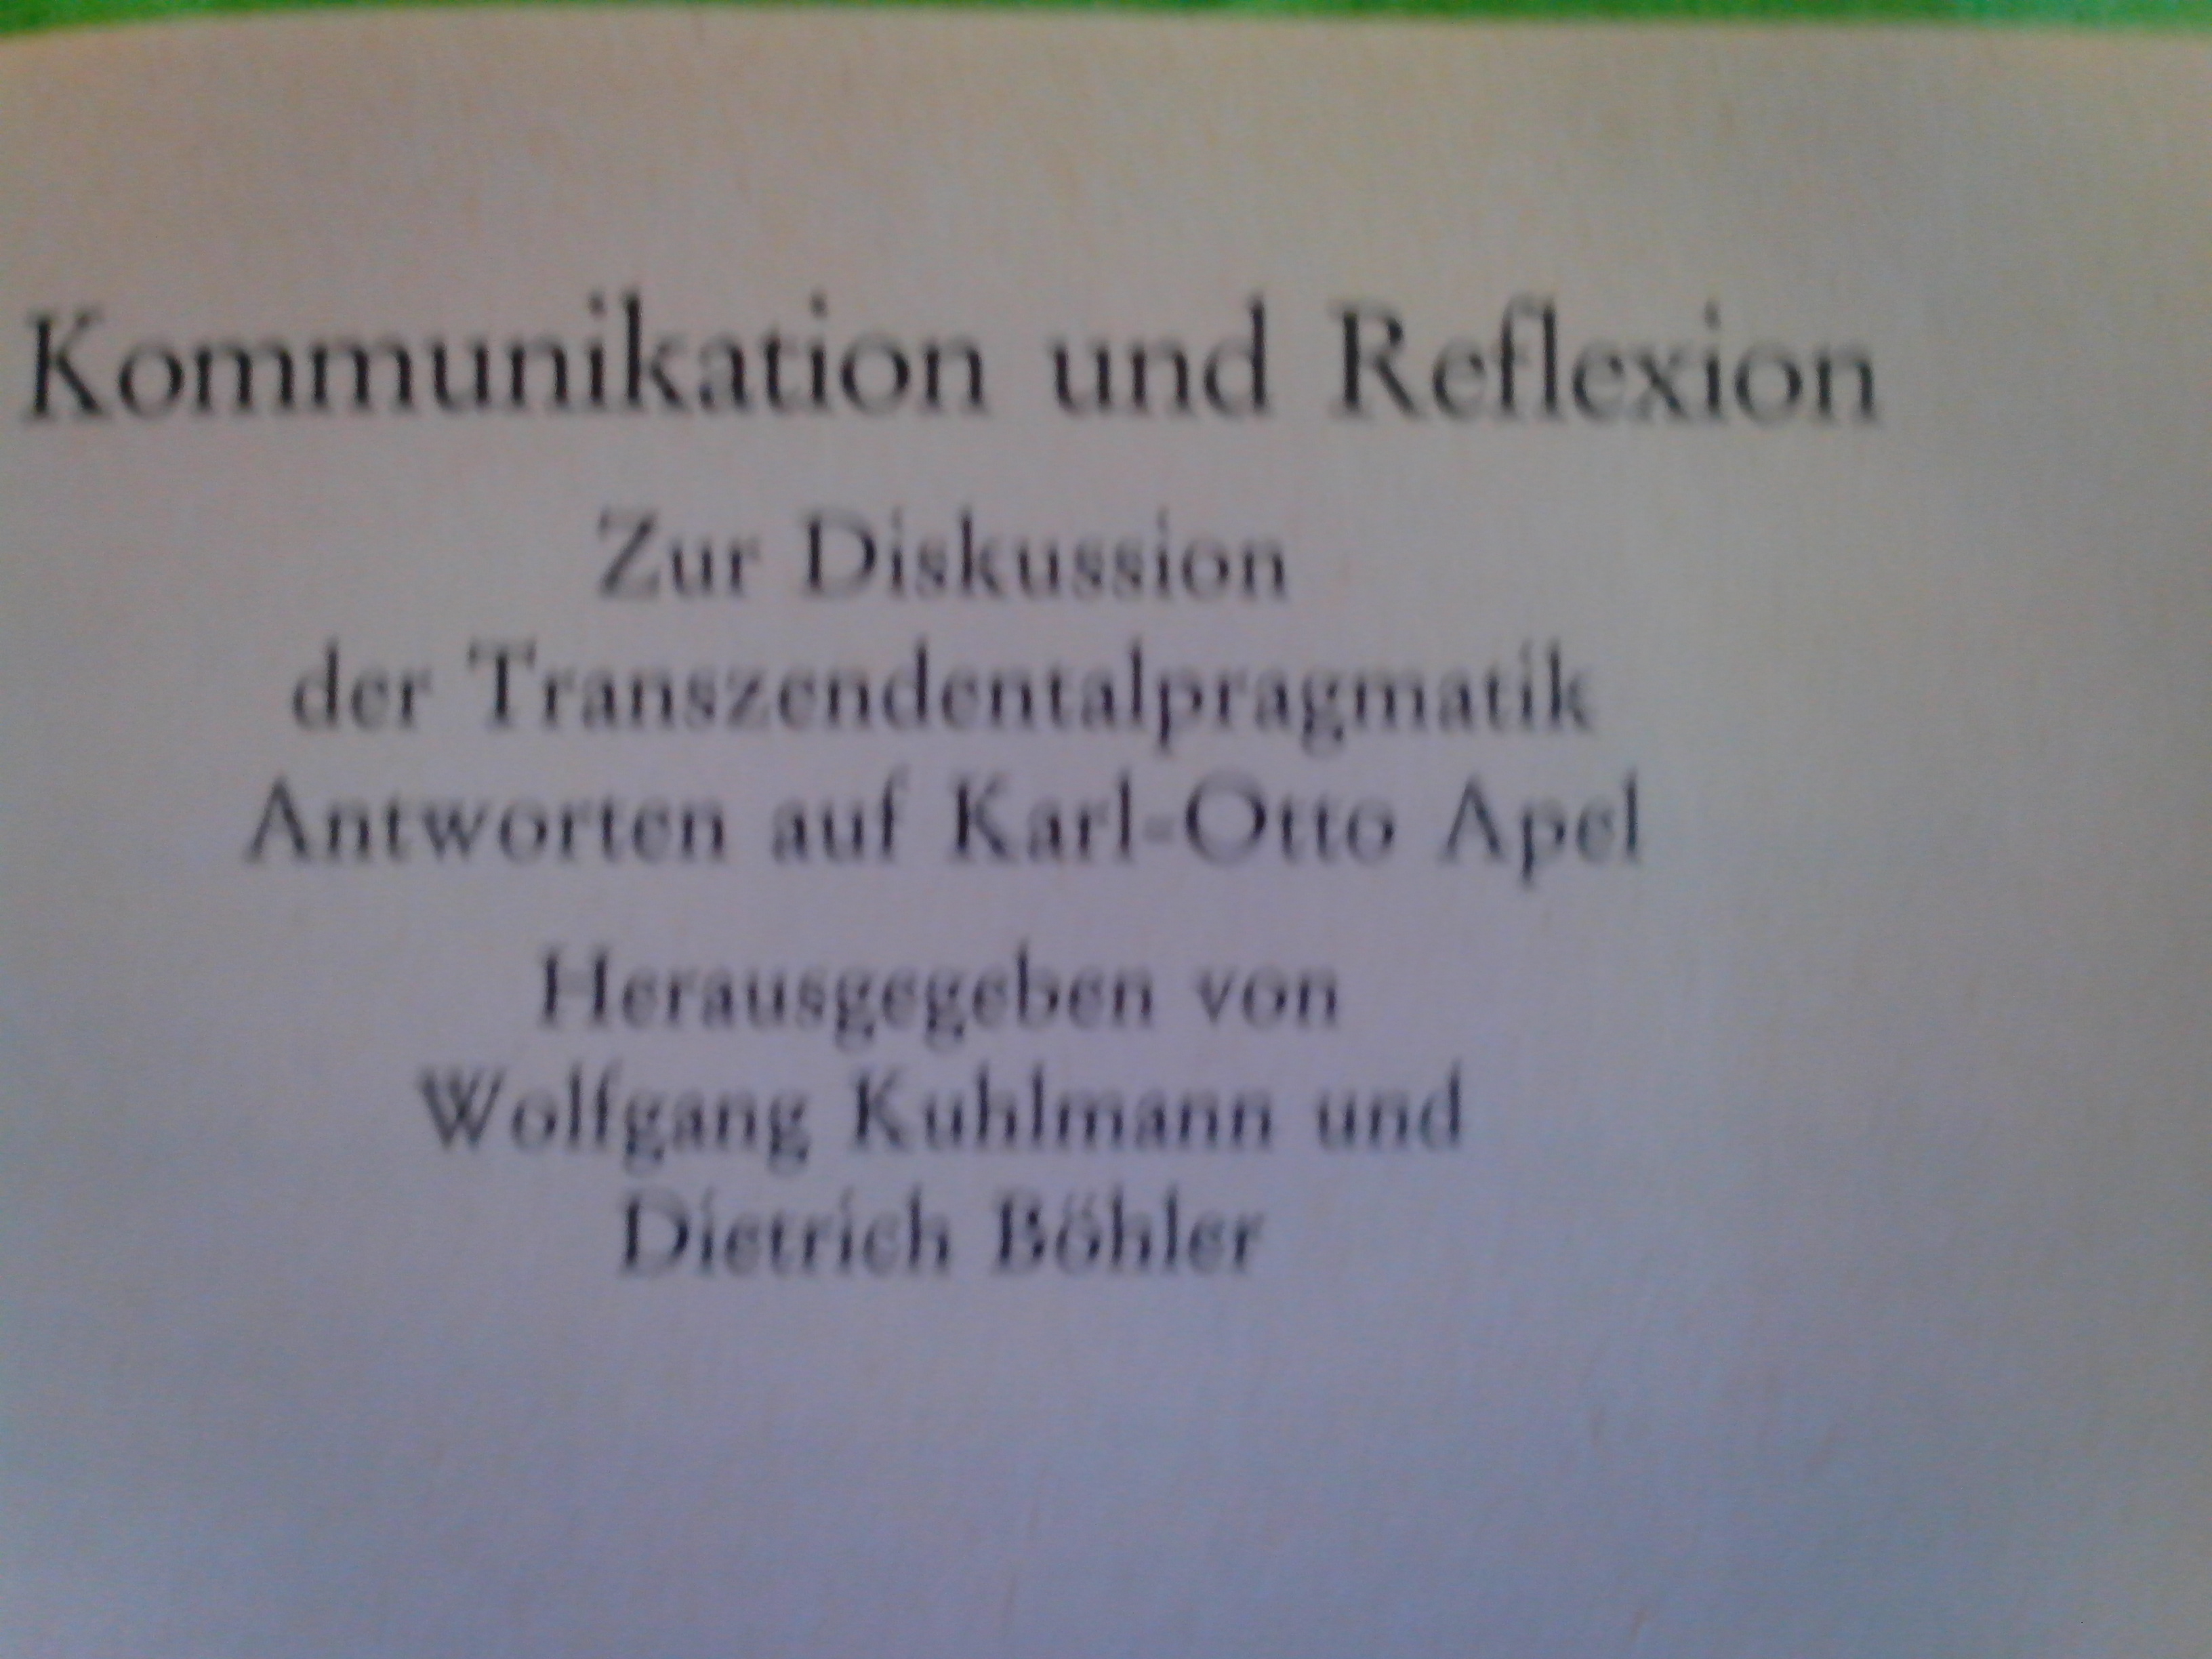 Kommunikation und Reflexion
Zur Diskussion
der Transzendentalpragmatik
Antworten auf Karl-Otto Apel
Herausgegeben von
Wolfgang Kuhlmann und
Dietrich Böhler